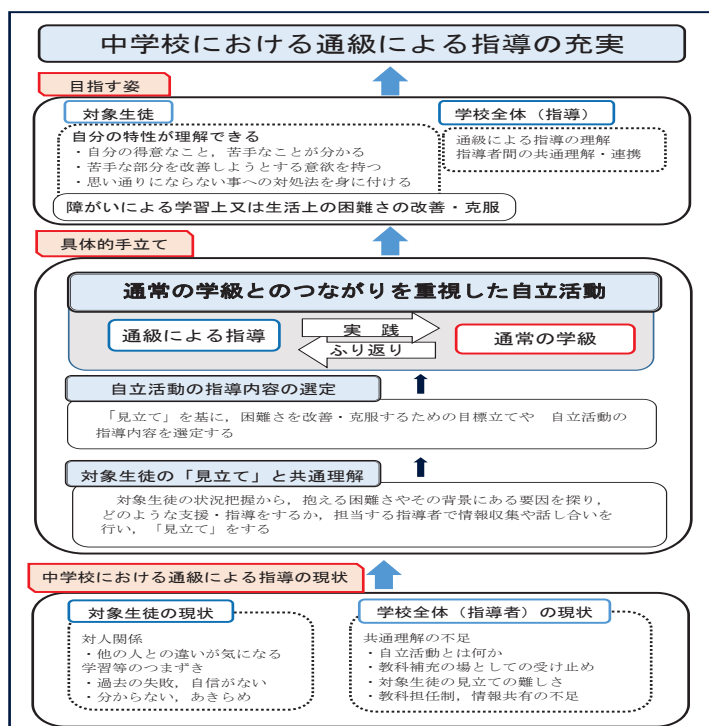 中学校における通級による指導の充実
目指す姿
対象生徒
自分の特性が理解できる
・自分の得意なこと，苦手なことが分かる
・苦手な部分を改善しようとする意欲を持つ
・思い通りにならない事への対処法を身に付ける
学校全体（指導）
通級による指導の理解
指導者間の共通理解・連携
障がいによる学習上又は生活上の困難さの改善・克服
具体的手立て
通常の学級とのつながりを重視した自立活動
通級による指導
実　践
ふり返り
通常の学級
自立活動の指導内容の選定
「見立て」を基に，困難さを改善・克服するための目標立てや　自立活動の
指導内容を選定する
対象生徒の「見立て」と共通理解
対象生徒の状況把握から，抱える困難さやその背景にある要因を探り，
どのような支援・指導をするか，担当する指導者で情報収集や話し合いを
行い，「見立て」をする
中学校における通級による指導の現状
対象生徒の現状
対人関係
・他の人との違いが気になる
学習等のつまずき
・過去の失敗，自信がない
・分からない，あきらめ
学校全体（指導者）の現状
共通理解の不足
・自立活動とは何か
・教科補充の場としての受け止め
・対象生徒の見立ての難しさ
・教科担任制，情報共有の不足